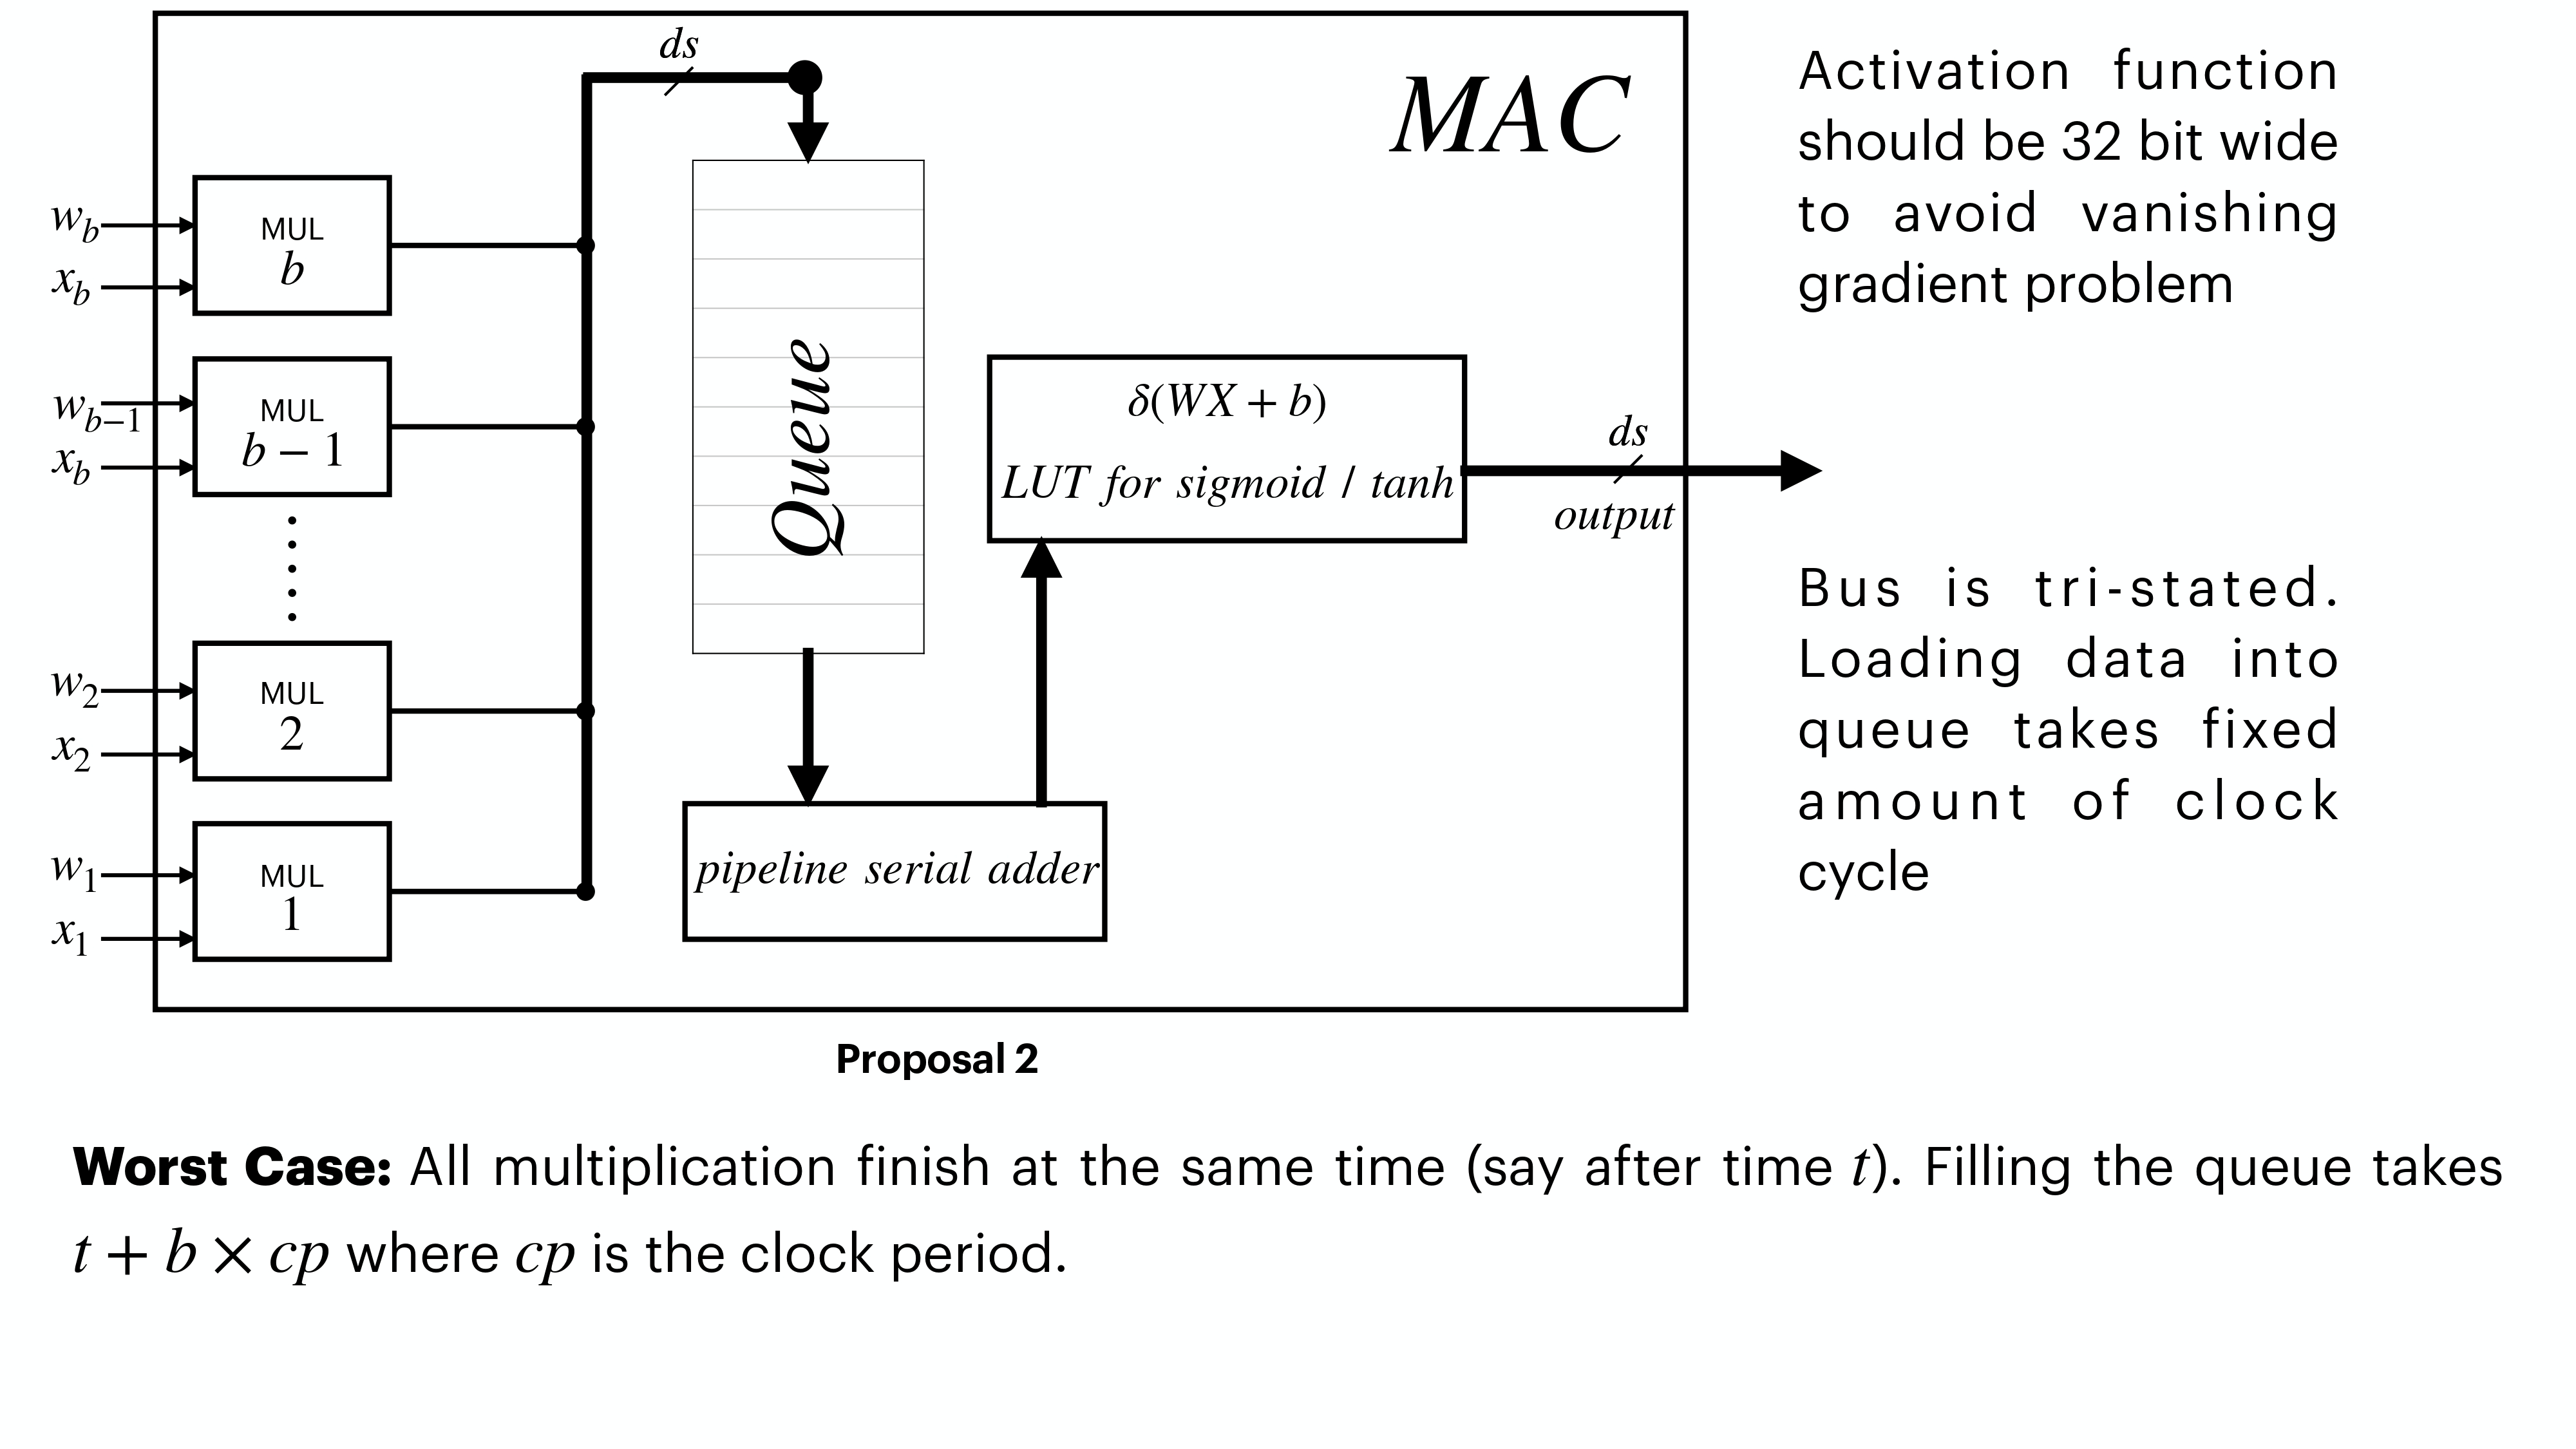 ds
MAC
w_b
x_b
MUL
b
w_{b-1}
x_b
MUL
b − 1
w_2
x_2
MUL
2
w_1
x_1
MUL
1
Queue
δ(WX + b)
LUT for sigmoid / tanh
ds
output
pipeline serial adder
Activation function
should be 32 bit wide
to avoid vanishing
gradient problem
Bus is tri-stated.
Loading data into
queue takes fixed
amount of clock
cycle
Proposal 2
Worst Case: All multiplication finish at the same time (say after time t). Filling the queue takes
t + b × cp where cp is the clock period.